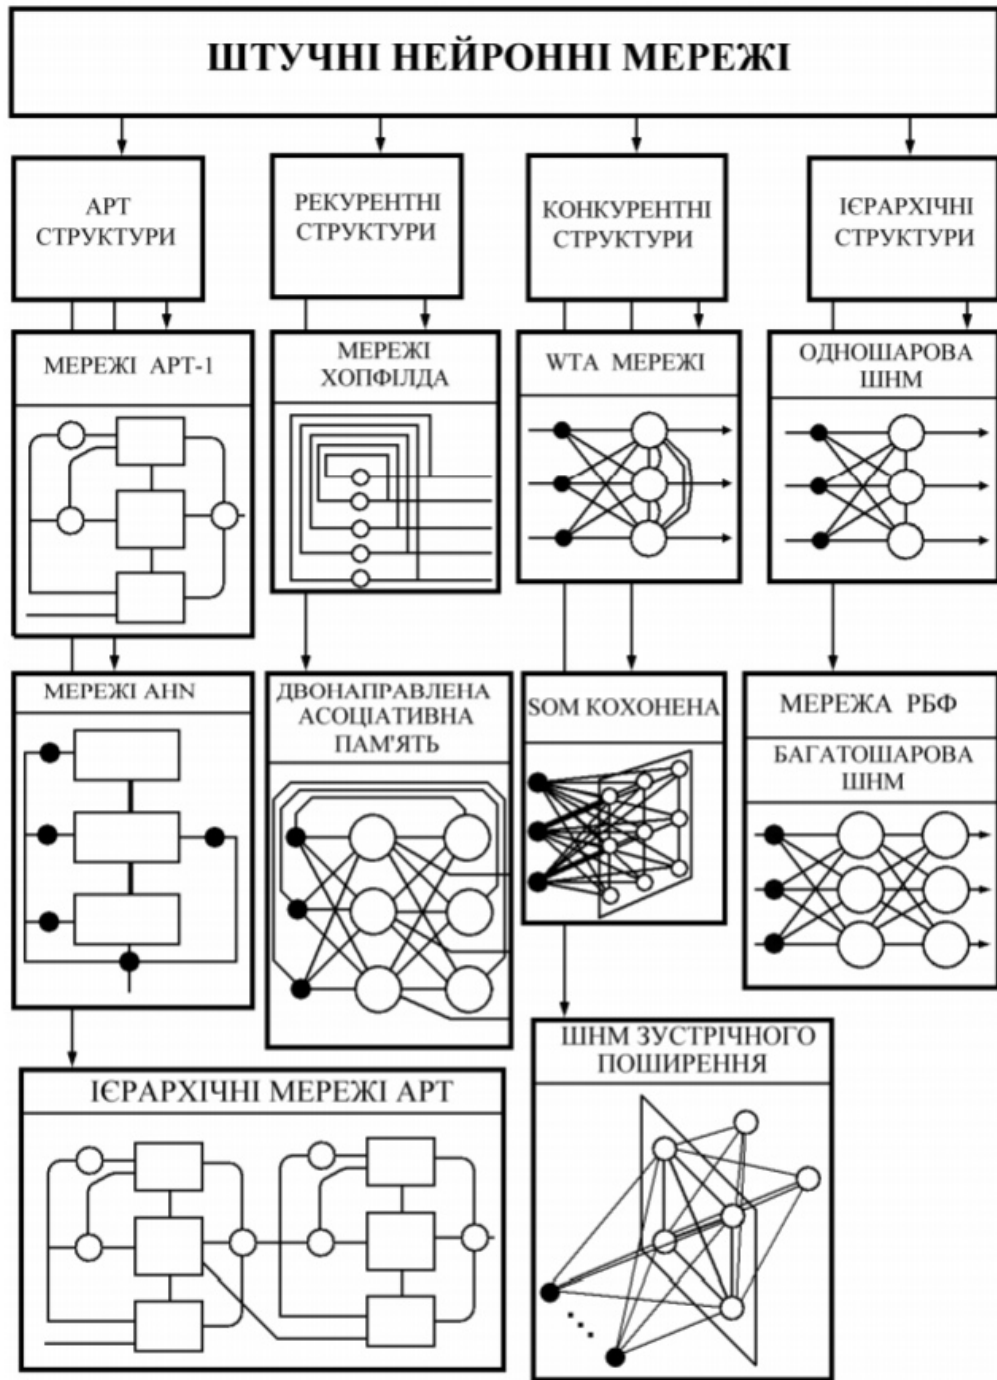 ШТУЧНІ НЕЙРОННІ МЕРЕЖІ
АРТ
СТРУКТУРИ
РЕКУРЕНТНІ
СТРУКТУРИ
КОНКУРЕНТНІ
СТРУКТУРИ
ІЄРАРХІЧНІ
СТРУКТУРИ
МЕРЕЖІ АРТ-1
МЕРЕЖІ
ХОПФІЛДА
WTA МЕРЕЖІ
ОДНОШАРОВА
ШНМ
МЕРЕЖІ AHN
ДВОНАПРАВЛЕНА
АСОЦІАТИВНА
ПАМ'ЯТЬ
SOM КОХОНЕНА
МЕРЕЖА РБФ
БАГАТОШАРОВА
ШНМ
ІЄРАРХІЧНІ МЕРЕЖІ АРТ
ШНМ ЗУСТРІЧНОГО
ПОШИРЕННЯ